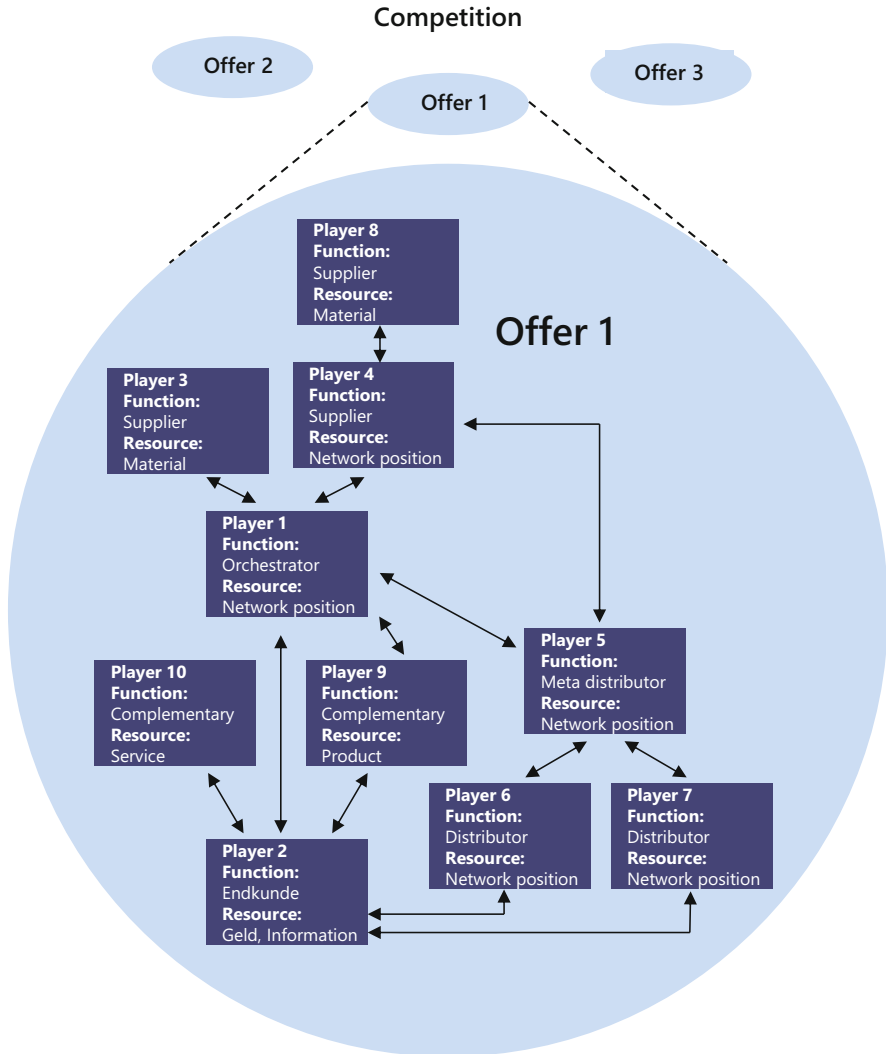 Competition
Offer 2
Offer 3
Offer 1
Player 8
Function:
Supplier
Resource:
Material
Offer 1
Player 3
Function:
Supplier
Resource:
Material
Player 4
Function:
Supplier
Resource:
Network position
Player 1
Function:
Orchestrator
Resource:
Network position
Player 5
Function:
Meta distributor
Resource:
Network position
Player 10
Function:
Complementary
Resource:
Service
Player 9
Function:
Complementary
Resource:
Product
Player 6
Function:
Distributor
Resource:
Network position
Player 7
Function:
Distributor
Resource:
Network position
Player 2
Function:
Endkunde
Resource:
Geld, Information